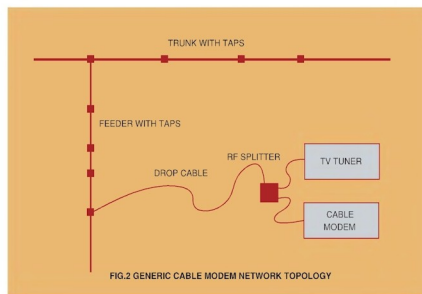 TRUNK WITH TAPS
FEEDER WITH TAPS
RF SPLITTER
TV TUNER
DROP CABLE
CABLE
MODEM
FIG.2 GENERIC CABLE MODEM NETWORK TOPOLOGY